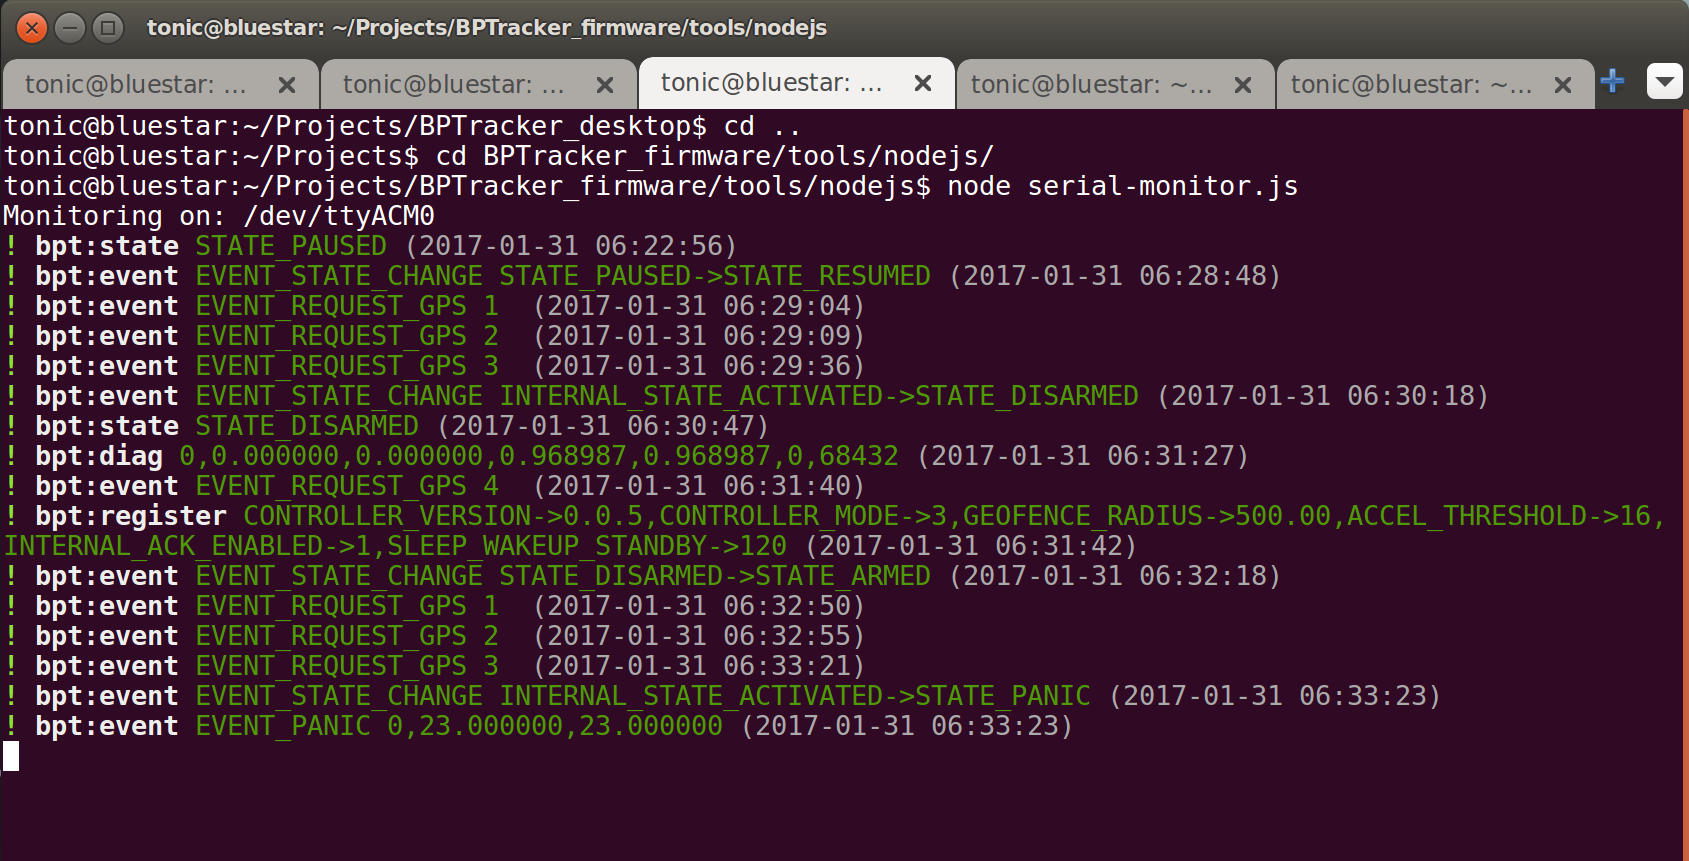 tonic@bluestar: ~/Projects/BPTracker_firmware/tools/nodejs
tonic@bluestar: ...
tonic@bluestar: ...
tonic@bluestar: ...
tonic@bluestar: ~...
tonic@bluestar: ~...
tonic@bluestar:~/Projects/BPTracker_desktop$ cd ..
tonic@bluestar:~/Projects$ cd BPTracker_firmware/tools/nodejs/
tonic@bluestar:~/Projects/BPTracker_firmware/tools/nodejs$ node serial-monitor.js
Monitoring on: /dev/ttyACM0
! bpt:state STATE_PAUSED (2017-01-31 06:22:56)
! bpt:event EVENT_STATE_CHANGE STATE_PAUSED->STATE_RESUMED (2017-01-31 06:28:48)
! bpt:event EVENT_REQUEST_GPS 1  (2017-01-31 06:29:04)
! bpt:event EVENT_REQUEST_GPS 2  (2017-01-31 06:29:09)
! bpt:event EVENT_REQUEST_GPS 3  (2017-01-31 06:29:36)
! bpt:event EVENT_STATE_CHANGE INTERNAL_STATE_ACTIVATED->STATE_DISARMED (2017-01-31 06:30:18)
! bpt:state STATE_DISARMED (2017-01-31 06:30:47)
! bpt:diag 0,0.000000,0.000000,0.968987,0.968987,0,68432 (2017-01-31 06:31:27)
! bpt:event EVENT_REQUEST_GPS 4  (2017-01-31 06:31:40)
! bpt:register CONTROLLER_VERSION->0.0.5,CONTROLLER_MODE->3,GEOFENCE_RADIUS->500.00,ACCEL_THRESHOLD->16,
INTERNAL_ACK_ENABLED->1,SLEEP_WAKEUP_STANDBY->120 (2017-01-31 06:31:42)
! bpt:event EVENT_STATE_CHANGE STATE_DISARMED->STATE_ARMED (2017-01-31 06:32:18)
! bpt:event EVENT_REQUEST_GPS 1  (2017-01-31 06:32:50)
! bpt:event EVENT_REQUEST_GPS 2  (2017-01-31 06:32:55)
! bpt:event EVENT_REQUEST_GPS 3  (2017-01-31 06:33:21)
! bpt:event EVENT_STATE_CHANGE INTERNAL_STATE_ACTIVATED->STATE_PANIC (2017-01-31 06:33:23)
! bpt:event EVENT_PANIC 0,23.000000,23.000000 (2017-01-31 06:33:23)